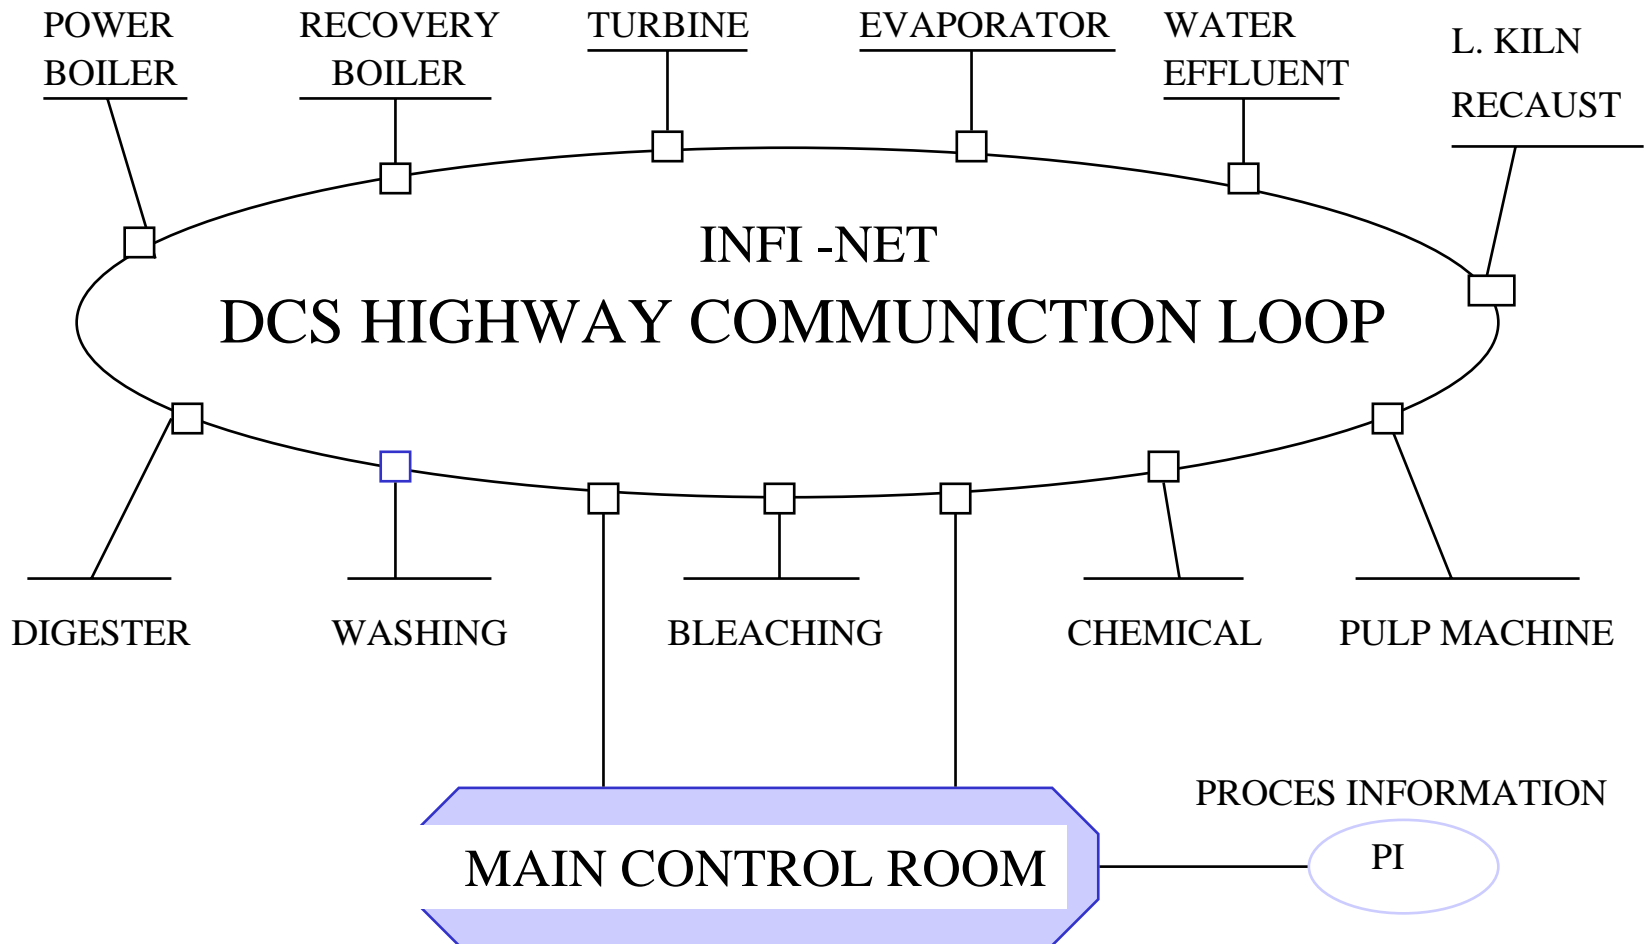 POWER
BOILER
RECOVERY
BOILER
TURBINE
EVAPORATOR
WATER
EFFLUENT
L. KILN
RECAUST
INFI -NET
DCS HIGHWAY COMMUNICTION LOOP
DIGESTER
WASHING
BLEACHING
CHEMICAL
PULP MACHINE
PROCES INFORMATION
PI
MAIN CONTROL ROOM